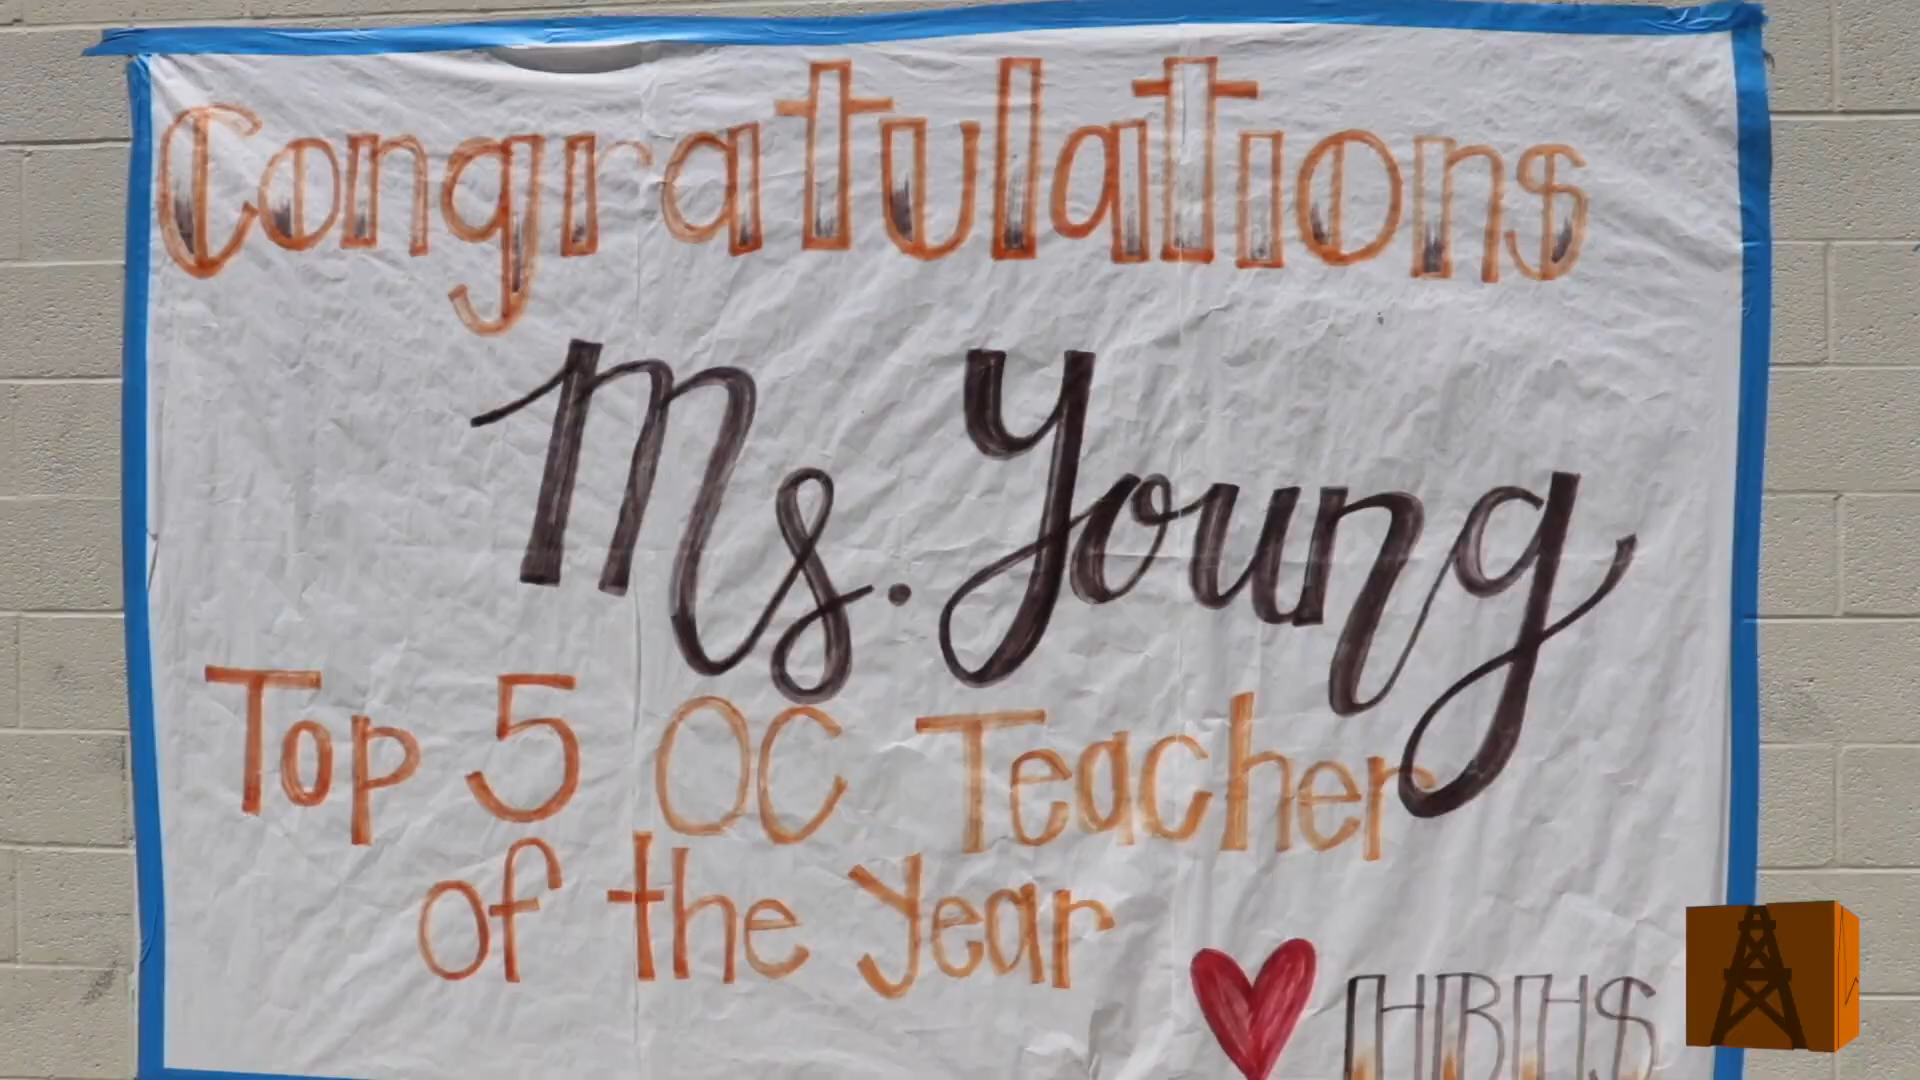 Congratulations
Ms. Young
Top 5 OC Teacher
of the year
HBHS